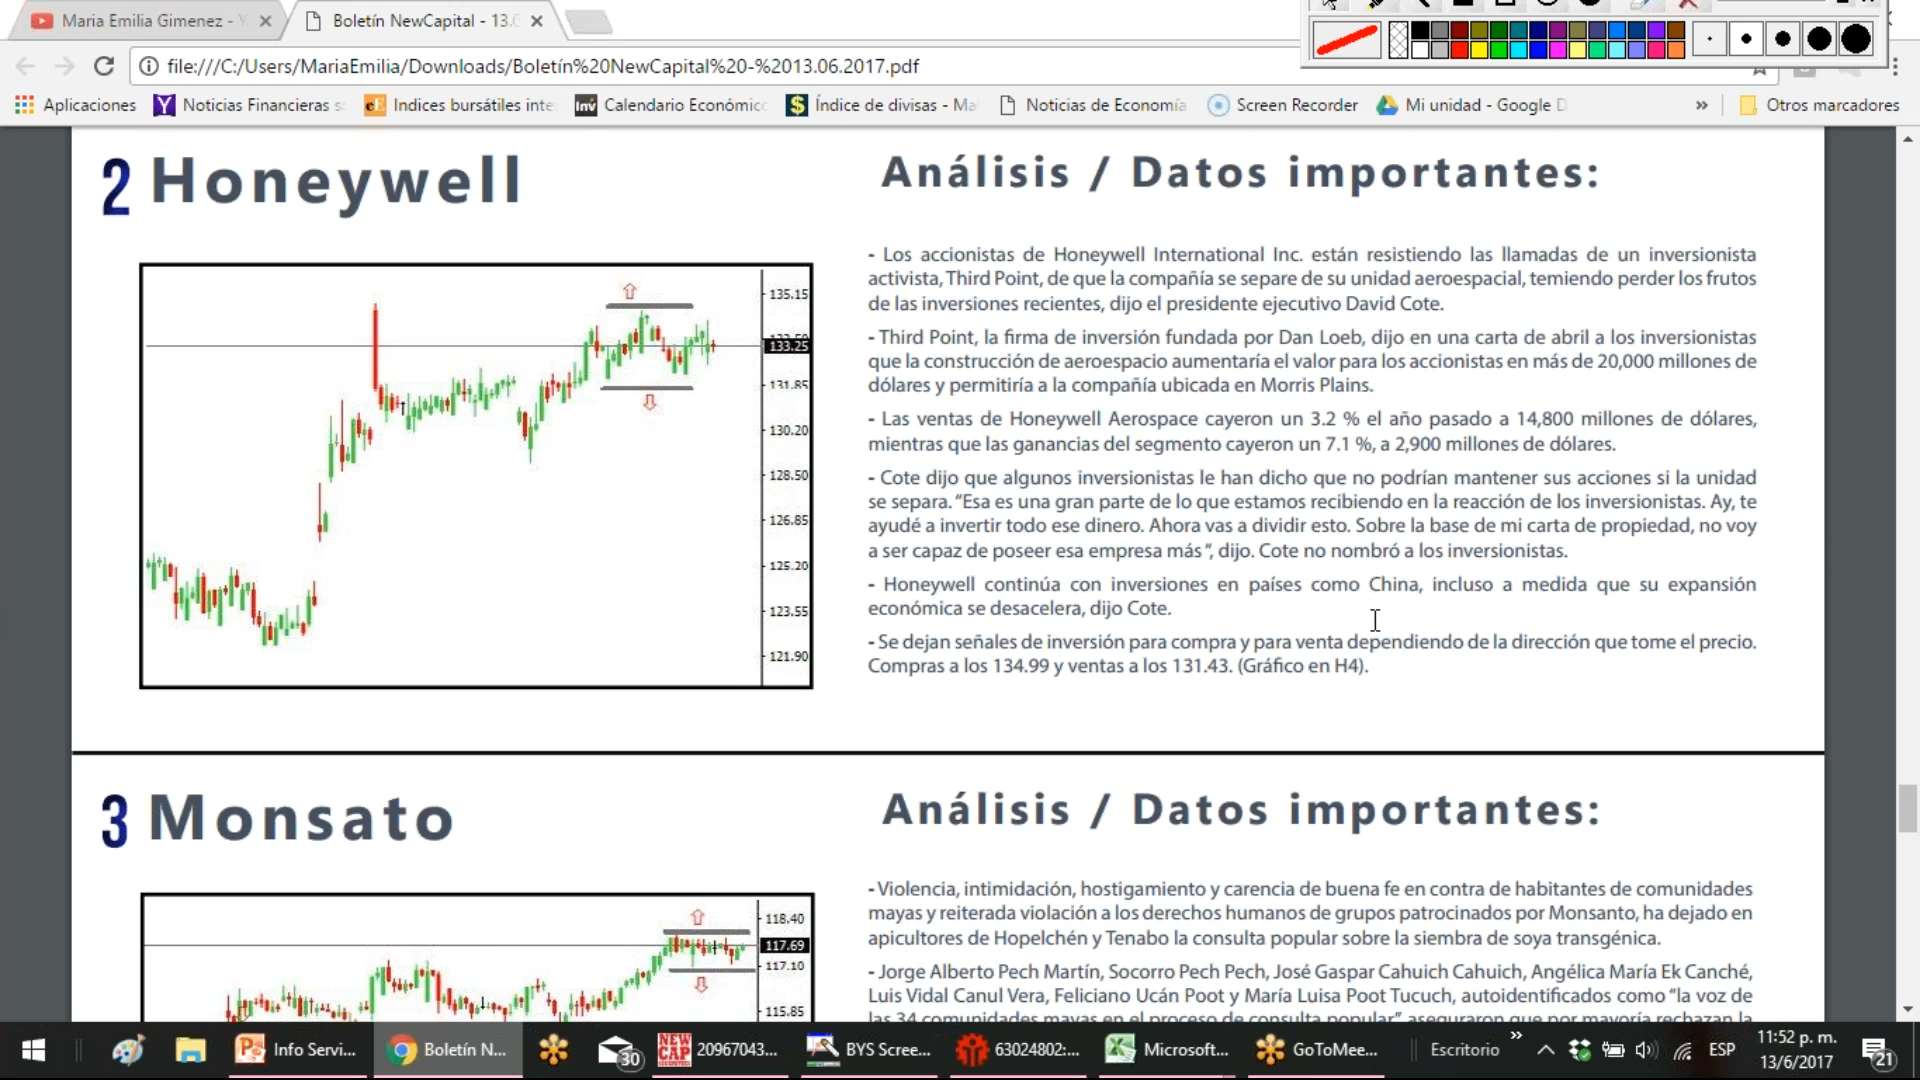 Maria Emilia Gimenez - Y
Boletín NewCapital - 13.0
file:///C:/Users/MariaEmilia/Downloads/Boletín%20NewCapital%20-%2013.06.2017.pdf
Aplicaciones
Noticias Financieras s
Indices bursátiles inte
Inv
Calendario Económic
Índice de divisas - Ma
Noticias de Economía
Screen Recorder
Mi unidad - Google D
»
Otros marcadores
2 Honeywell
135.15
133.25
131.85
130.20
128.50
126.85
125.20
123.55
121.90
Análisis / Datos importantes:
- Los accionistas de Honeywell International Inc. están resistiendo las llamadas de un inversionista
activista, Third Point, de que la compañía se separe de su unidad aeroespacial, temiendo perder los frutos
de las inversiones recientes, dijo el presidente ejecutivo David Cote.
- Third Point, la firma de inversión fundada por Dan Loeb, dijo en una carta de abril a los inversionistas
que la construcción de aeroespacio aumentaría el valor para los accionistas en más de 20,000 millones de
dólares y permitiría a la compañía ubicada en Morris Plains.
- Las ventas de Honeywell Aerospace cayeron un 3.2 % el año pasado a 14,800 millones de dólares,
mientras que las ganancias del segmento cayeron un 7.1 %, a 2,900 millones de dólares.
- Cote dijo que algunos inversionistas le han dicho que no podrían mantener sus acciones si la unidad
se separa. “Esa es una gran parte de lo que estamos recibiendo en la reacción de los inversionistas. Ay, te
ayudé a invertir todo ese dinero. Ahora vas a dividir esto. Sobre la base de mi carta de propiedad, no voy
a ser capaz de poseer esa empresa más“, dijo. Cote no nombró a los inversionistas.
- Honeywell continúa con inversiones en países como China, incluso a medida que su expansión
económica se desacelera, dijo Cote.
- Se dejan señales de inversión para compra y para venta dependiendo de la dirección que tome el precio.
Compras a los 134.99 y ventas a los 131.43. (Gráfico en H4).
3 Monsato
118.40
117.69
117.10
115.85
Análisis / Datos importantes:
- Violencia, intimidación, hostigamiento y carencia de buena fe en contra de habitantes de comunidades
mayas y reiterada violación a los derechos humanos de grupos patrocinados por Monsanto, ha dejado en
apicultores de Hopelchén y Tenabo la consulta popular sobre la siembra de soya transgénica.
- Jorge Alberto Pech Martín, Socorro Pech Pech, José Gaspar Cahuich Cahuich, Angélica María Ek Canché,
Luis Vidal Canul Vera, Feliciano Ucán Poot y María Luisa Poot Tucuch, autoidentificados como “la voz de
las 34 comunidades mayas en el proceso de consulta popular” aseguraron que por mayoría rechazan la
Info Servi...
Boletín N...
30
NEW CAP
20967043...
BYS Scree...
63024802:...
Microsoft...
GoToMee...
Escritorio
»
ESP
11:52 p. m.
13/6/2017
21